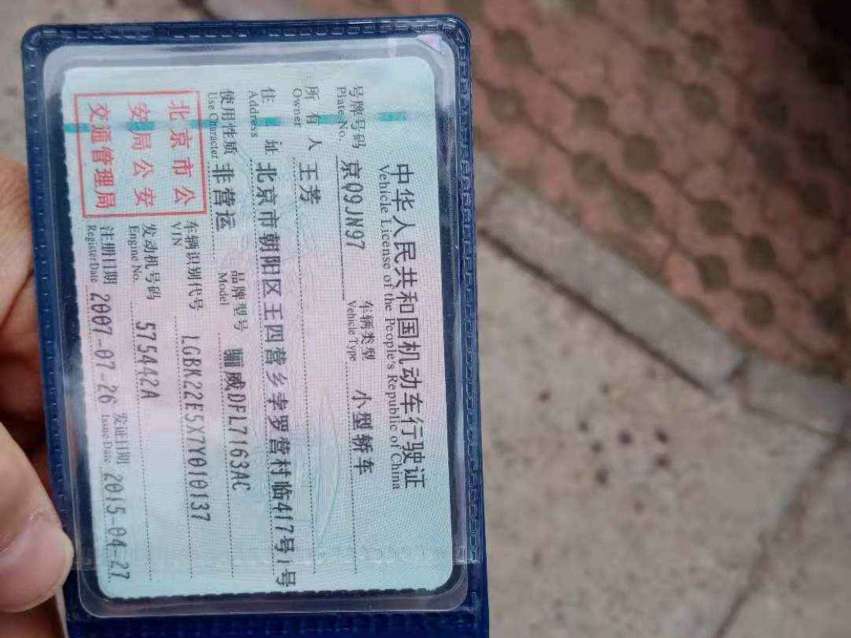 中华人民共和国机动车行驶证
Vehicle License of the People's Republic of China
号牌号码 京Q9JN97 车辆类型 小型轿车
Plate No. Vehicle Type
所有人 王芳
Owner
住址 北京市朝阳区王四营乡孛罗营村临417号1号
Address
使用性质 非营运 品牌型号 骊威DFL7163AC
Use Character Model
北京市公
安局公安
交通管理局
车辆识别代号 LGBK22E5X7Y010137
VIN
发动机号码 575442A
Engine No.
注册日期 2007-07-26 发证日期 2015-04-27
Register Date Issue Date